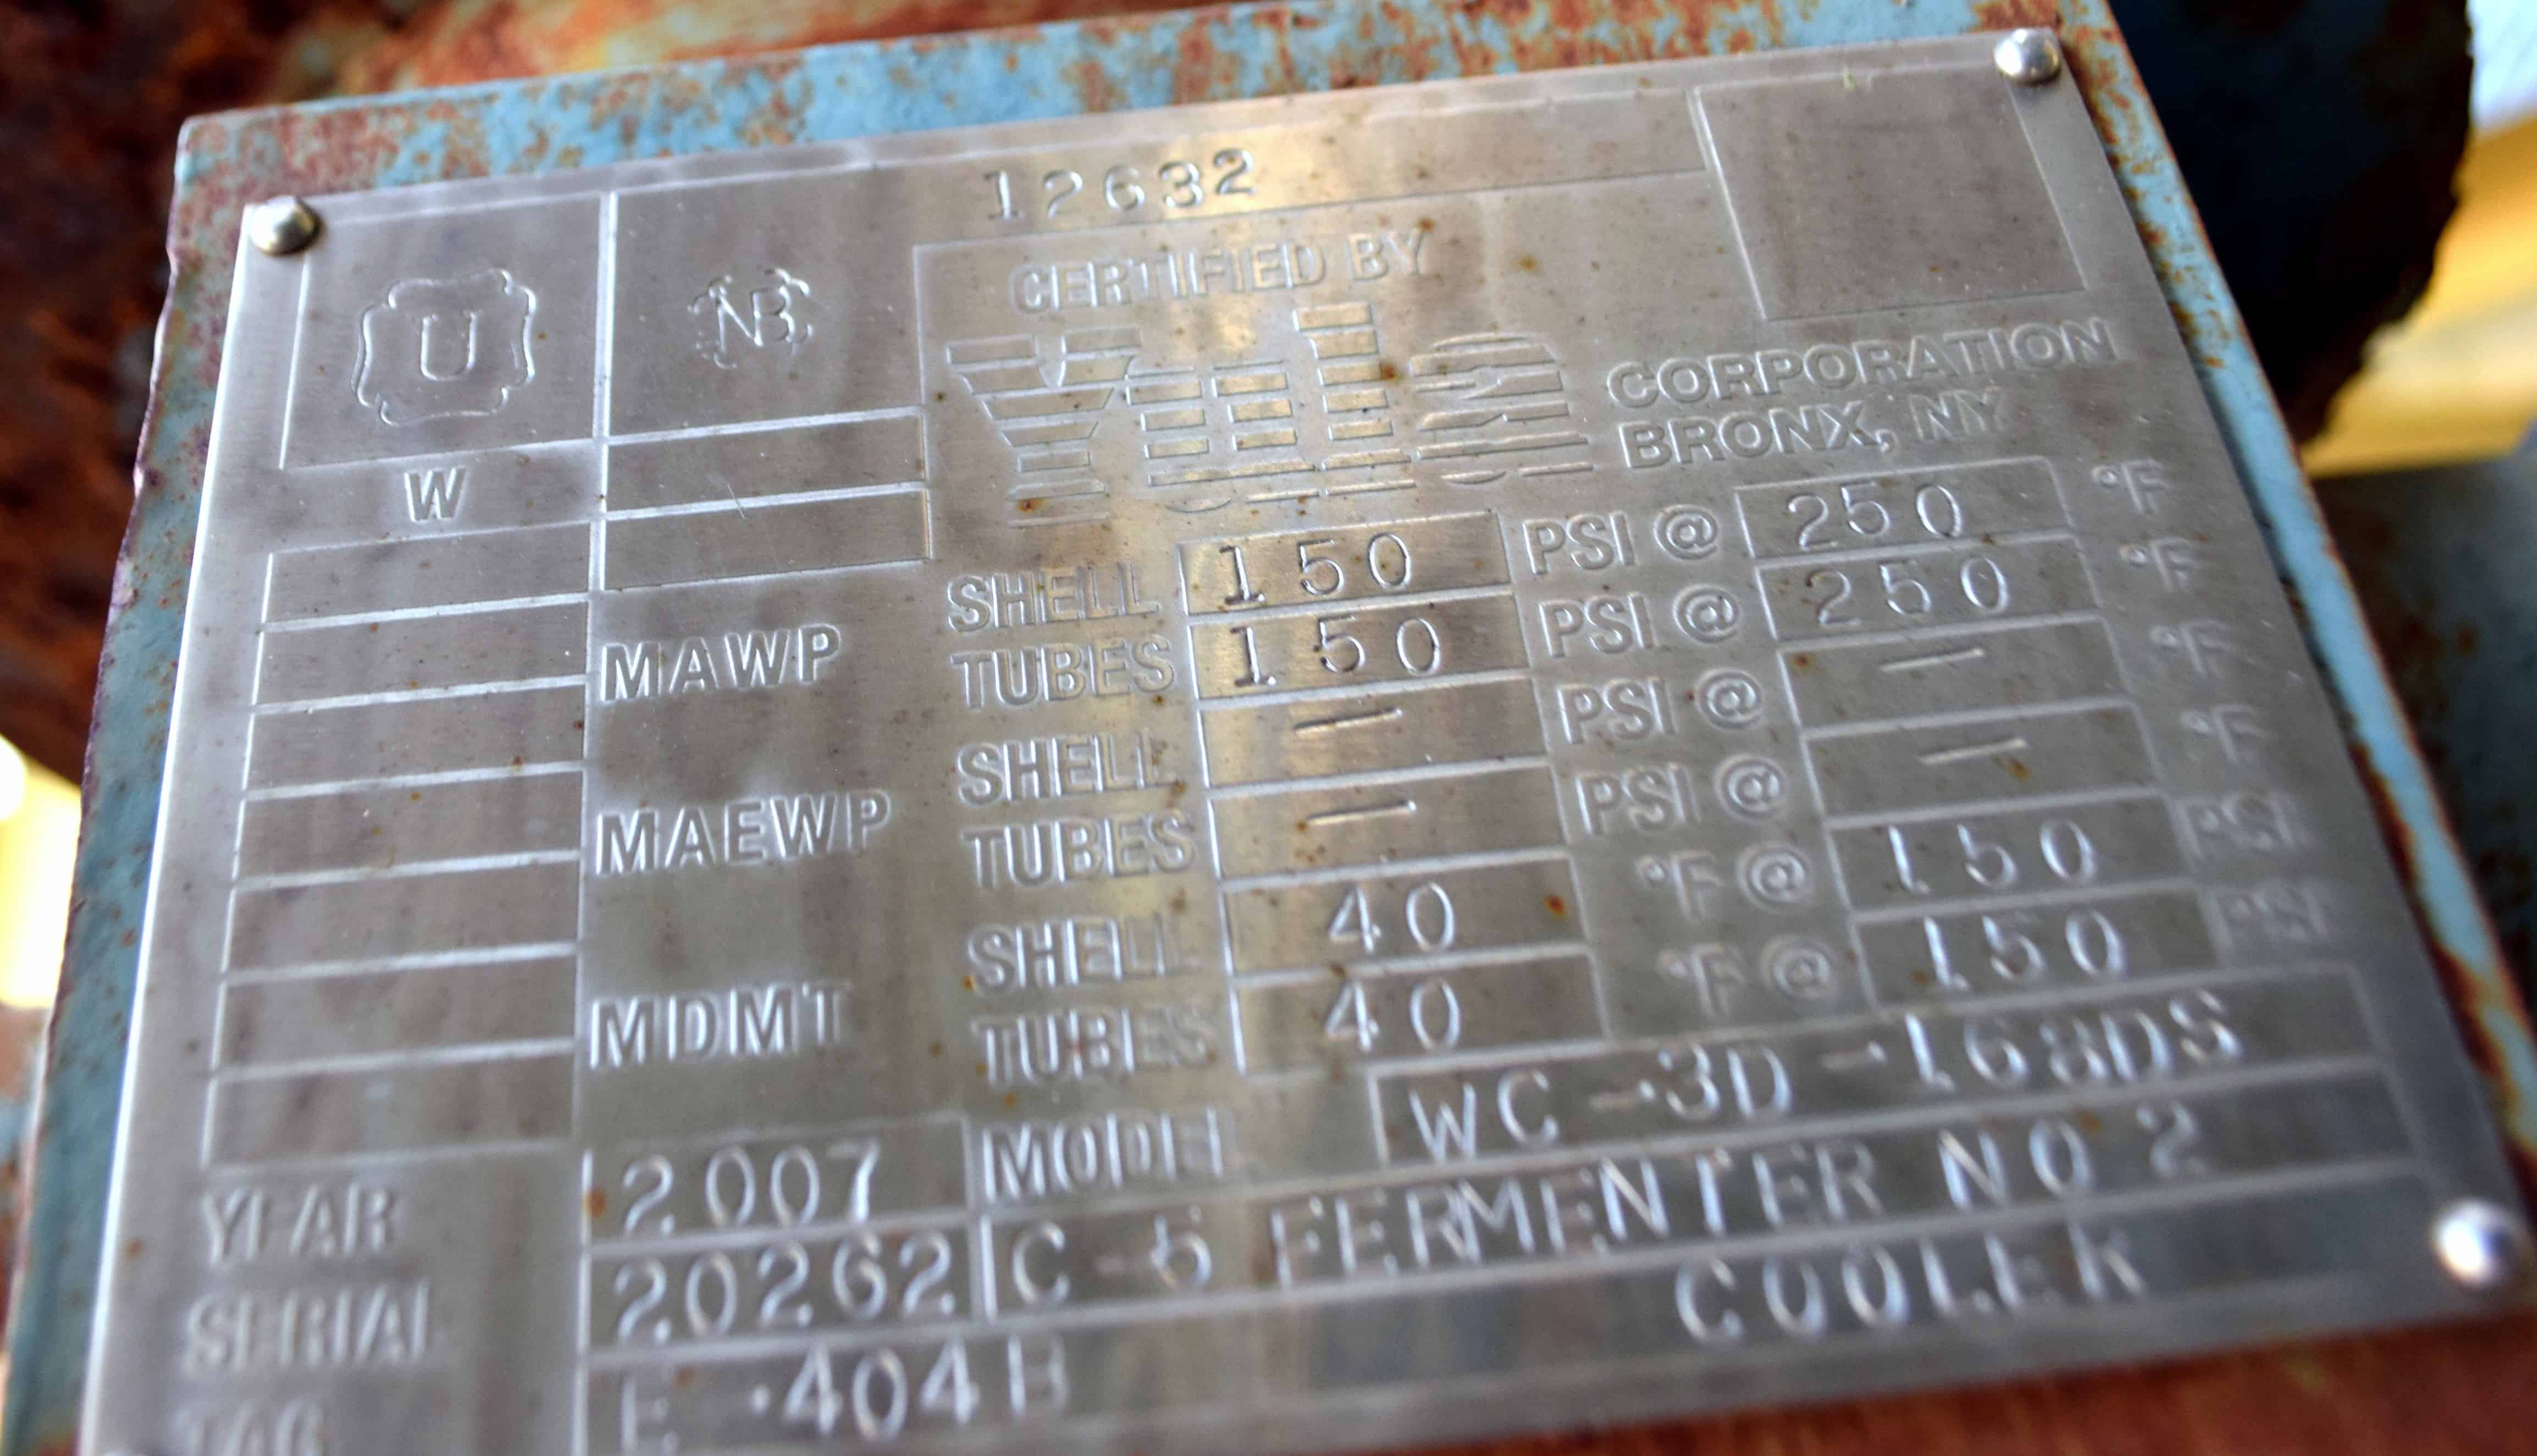 12632
U
NB
CERTIFIED BY
Yula CORPORATION
BRONX, NY
W
MAWP SHELL 150 PSI @ 250 °F
TUBES 150 PSI @ 250 °F
MAEWP SHELL — PSI @ — °F
TUBES — PSI @ — °F
MDMT SHELL 40 °F @ 150 PSI
TUBES 40 °F @ 150 PSI
YEAR 2007 MODEL WC-3D-168DS
SERIAL 20262C-5 FERMENTER NO 2
TAG E-404B COOLER